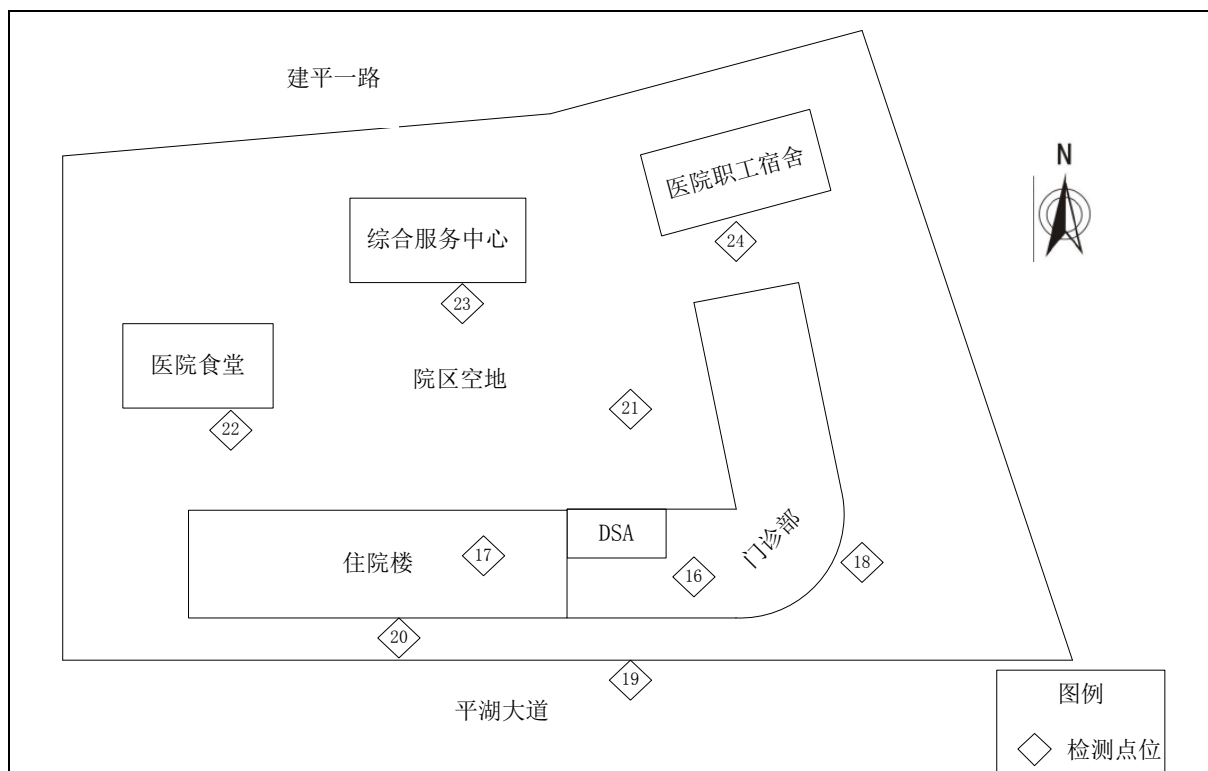 建平一路
医院职工宿舍
N
24
综合服务中心
23
医院食堂
院区空地
21
22
DSA
17
住院楼
16
门诊部
18
20
19
平湖大道
图例
检测点位